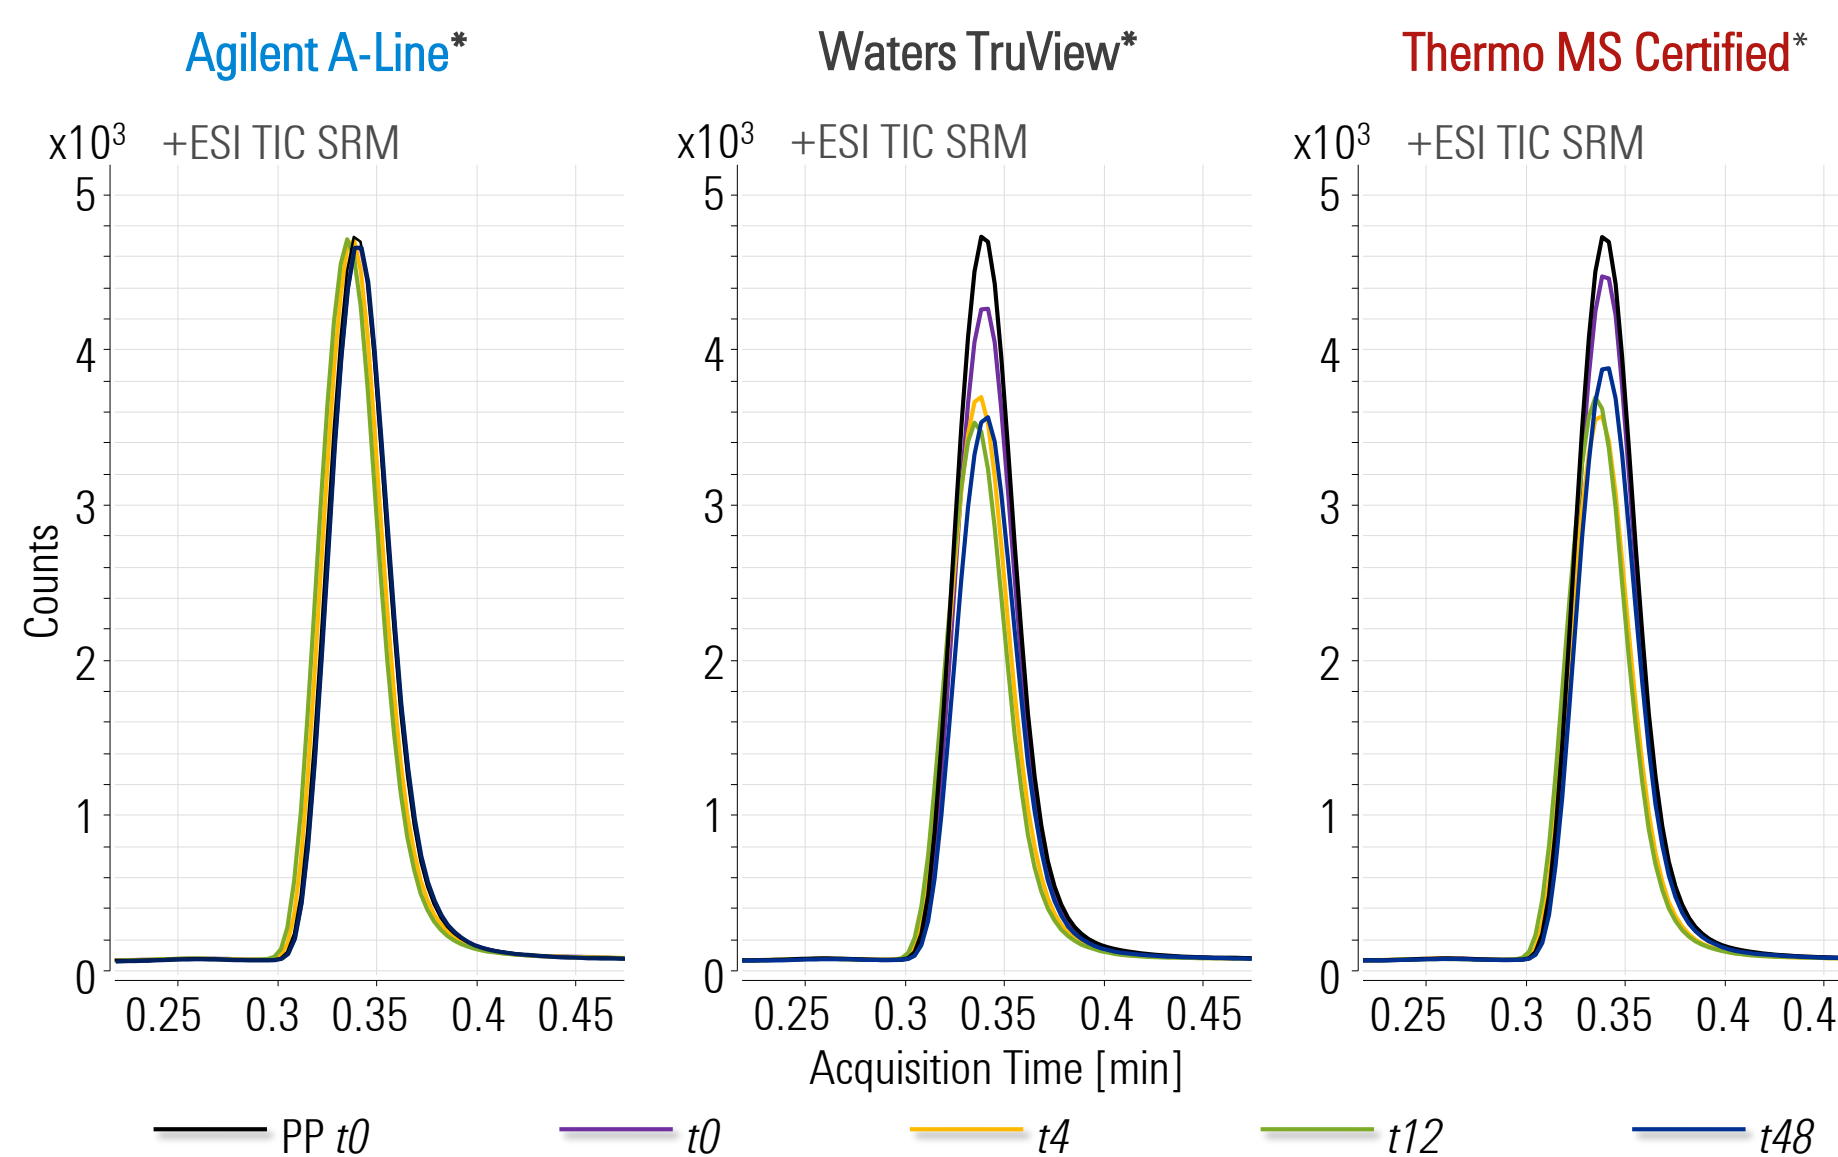 Agilent A-Line*
Waters TruView*
Thermo MS Certified*
x10³ +ESI TIC SRM
x10³ +ESI TIC SRM
x10³ +ESI TIC SRM
5
4
3
2
1
0
5
4
3
2
1
0
5
4
3
2
1
0
Counts
0.25 0.3 0.35 0.4 0.45
0.25 0.3 0.35 0.4 0.45
0.25 0.3 0.35 0.4 0.4
Acquisition Time [min]
PP t0
t0
t4
t12
t48